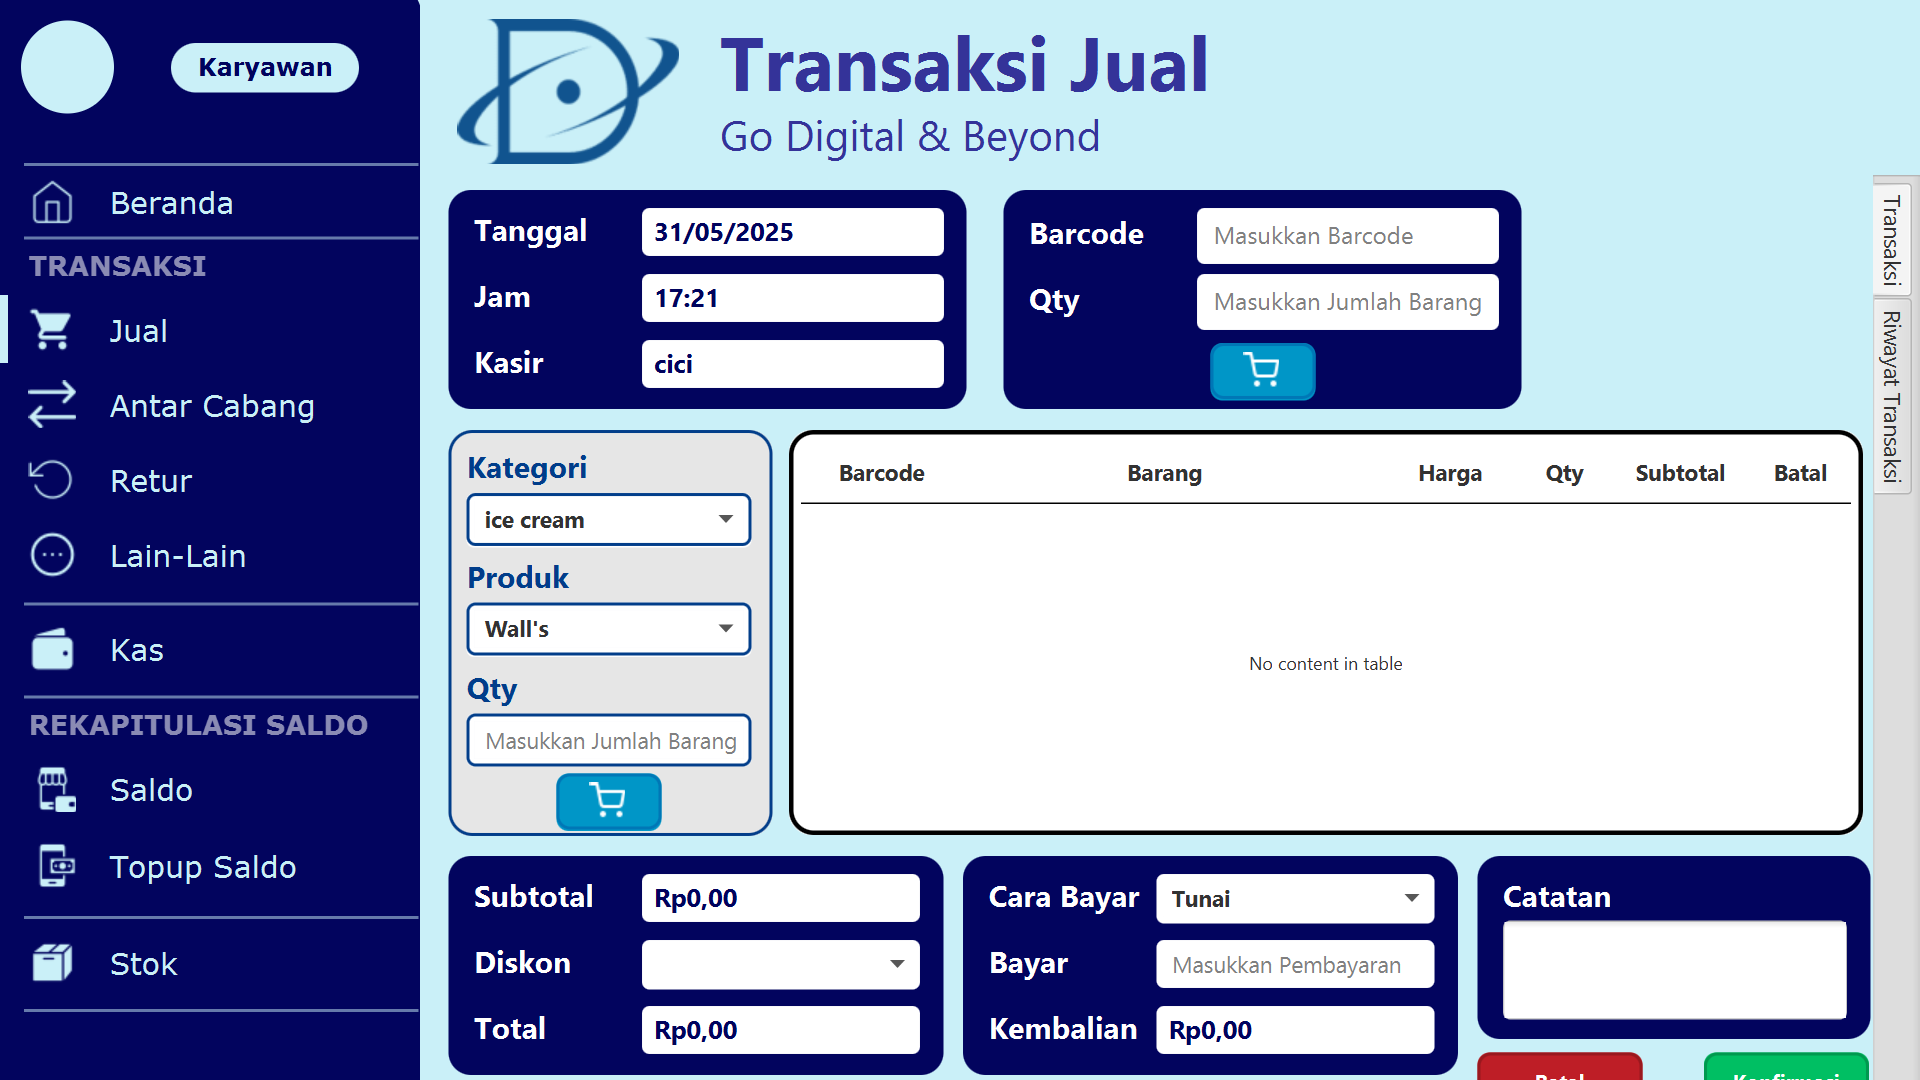 Karyawan
Beranda
TRANSAKSI
Jual
Antar Cabang
Retur
Lain-Lain
Kas
REKAPITULASI SALDO
Saldo
Topup Saldo
Stok
Transaksi Jual
Go Digital & Beyond
Tanggal 31/05/2025
Jam 17:21
Kasir cici
Barcode Masukkan Barcode
Qty Masukkan Jumlah Barang
Kategori
ice cream
Produk
Wall's
Qty
Masukkan Jumlah Barang
Barcode Barang Harga Qty Subtotal Batal
No content in table
Subtotal Rp0,00
Diskon
Total Rp0,00
Cara Bayar Tunai
Bayar Masukkan Pembayaran
Kembalian Rp0,00
Catatan
Batal Konfirmasi
Transaksi
Riwayat Transaksi